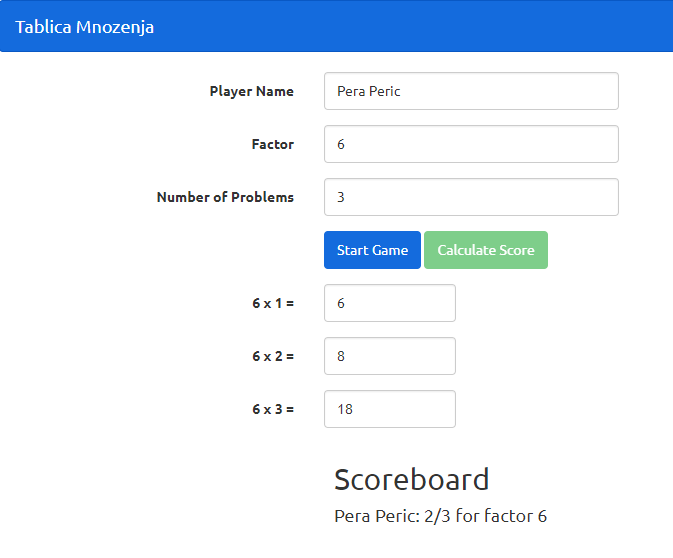 Tablica Mnozenja
Player Name Pera Peric
Factor 6
Number of Problems 3
Start Game Calculate Score
6 x 1 = 6
6 x 2 = 8
6 x 3 = 18
Scoreboard
Pera Peric: 2/3 for factor 6